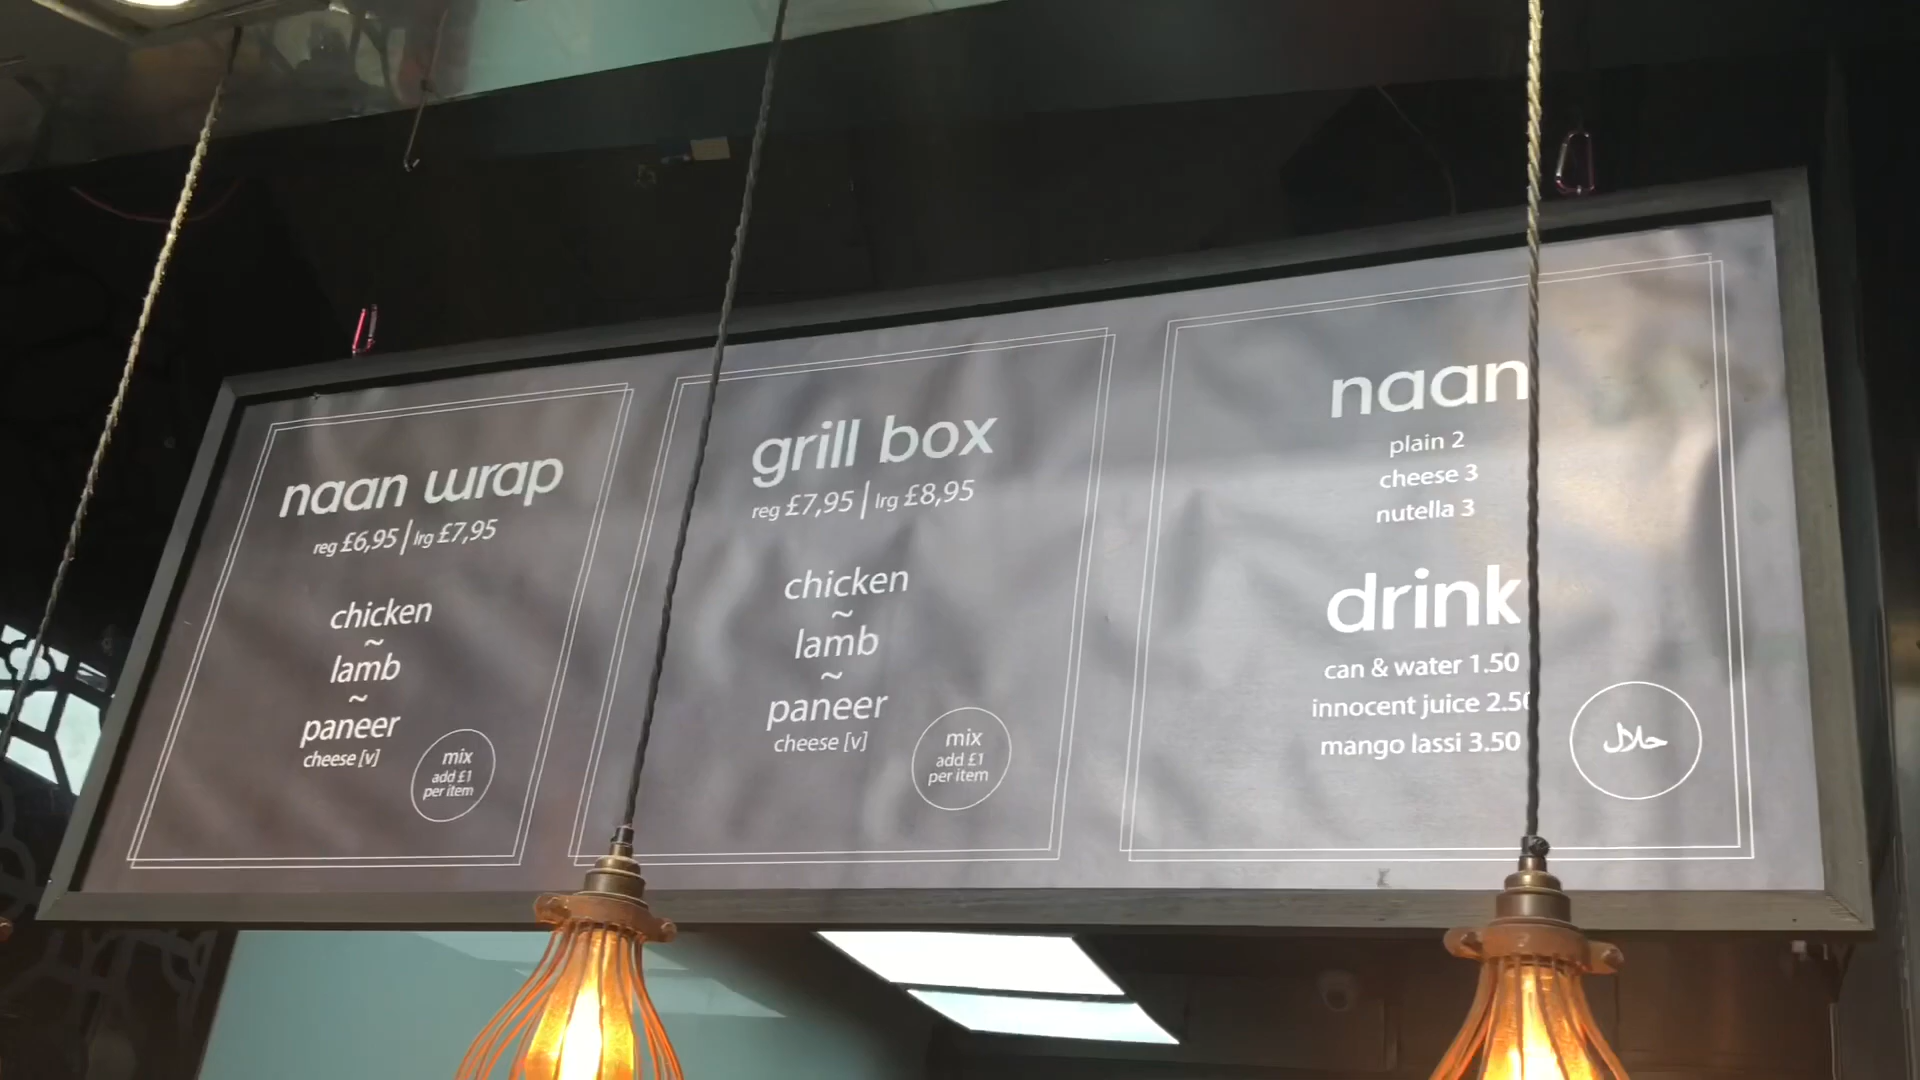 naan wrap
reg £6,95 | lrg £7,95
chicken
~
lamb
~
paneer
cheese [v]
mix
add £1
per item
grill box
reg £7,95 | lrg £8,95
chicken
~
lamb
~
paneer
cheese [v]
mix
add £1
per item
naan
plain 2
cheese 3
nutella 3
drink
can & water 1.50
innocent juice 2.50
mango lassi 3.50
حلال